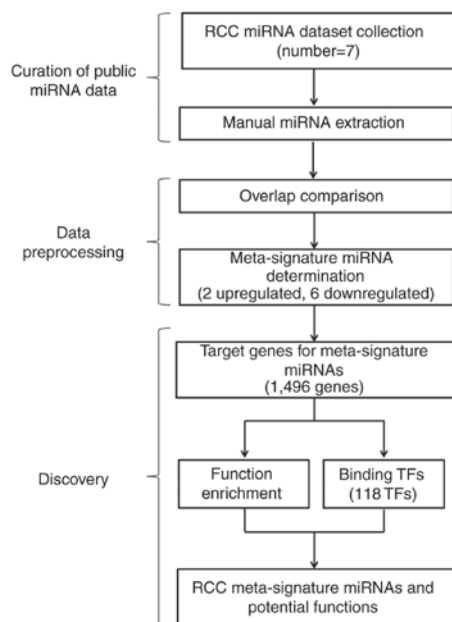 RCC miRNA dataset collection
(number=7)
Curation of public
miRNA data
Manual miRNA extraction
Overlap comparison
Data
preprocessing
Meta-signature miRNA
determination
(2 upregulated, 6 downregulated)
Target genes for meta-signature
miRNAs
(1,496 genes)
Discovery
Function
enrichment
Binding TFs
(118 TFs)
RCC meta-signature miRNAs and
potential functions